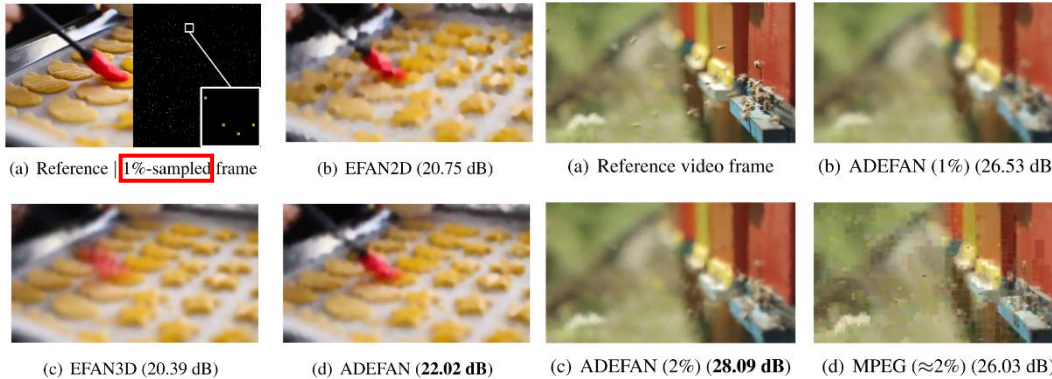 (a) Reference | 1%-sampled frame
(b) EFAN2D (20.75 dB)
(a) Reference video frame
(b) ADEFAN (1%) (26.53 dB
(c) EFAN3D (20.39 dB)
(d) ADEFAN (22.02 dB)
(c) ADEFAN (2%) (28.09 dB)
(d) MPEG (≈2%) (26.03 dB)